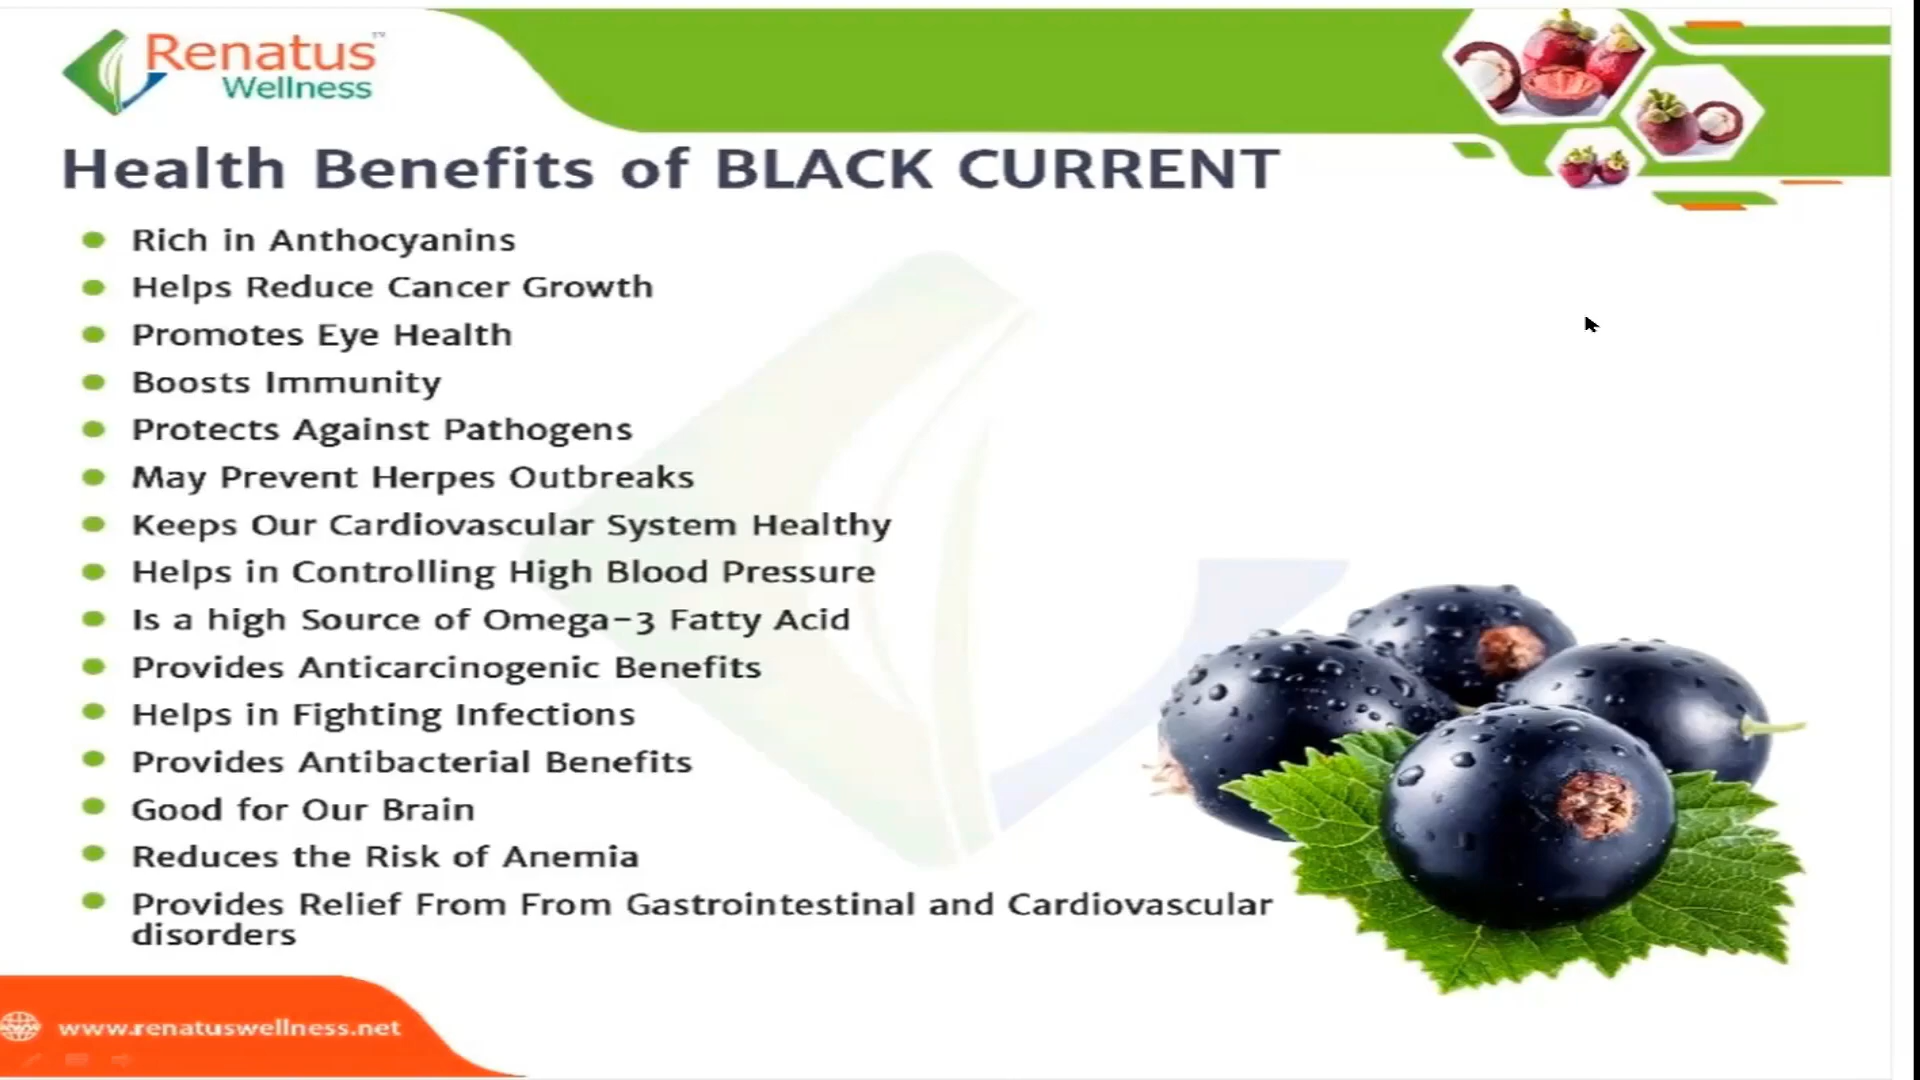 Renatus™
Wellness
Health Benefits of BLACK CURRENT
Rich in Anthocyanins
Helps Reduce Cancer Growth
Promotes Eye Health
Boosts Immunity
Protects Against Pathogens
May Prevent Herpes Outbreaks
Keeps Our Cardiovascular System Healthy
Helps in Controlling High Blood Pressure
Is a high Source of Omega-3 Fatty Acid
Provides Anticarcinogenic Benefits
Helps in Fighting Infections
Provides Antibacterial Benefits
Good for Our Brain
Reduces the Risk of Anemia
Provides Relief From From Gastrointestinal and Cardiovascular
disorders
www.renatuswellness.net